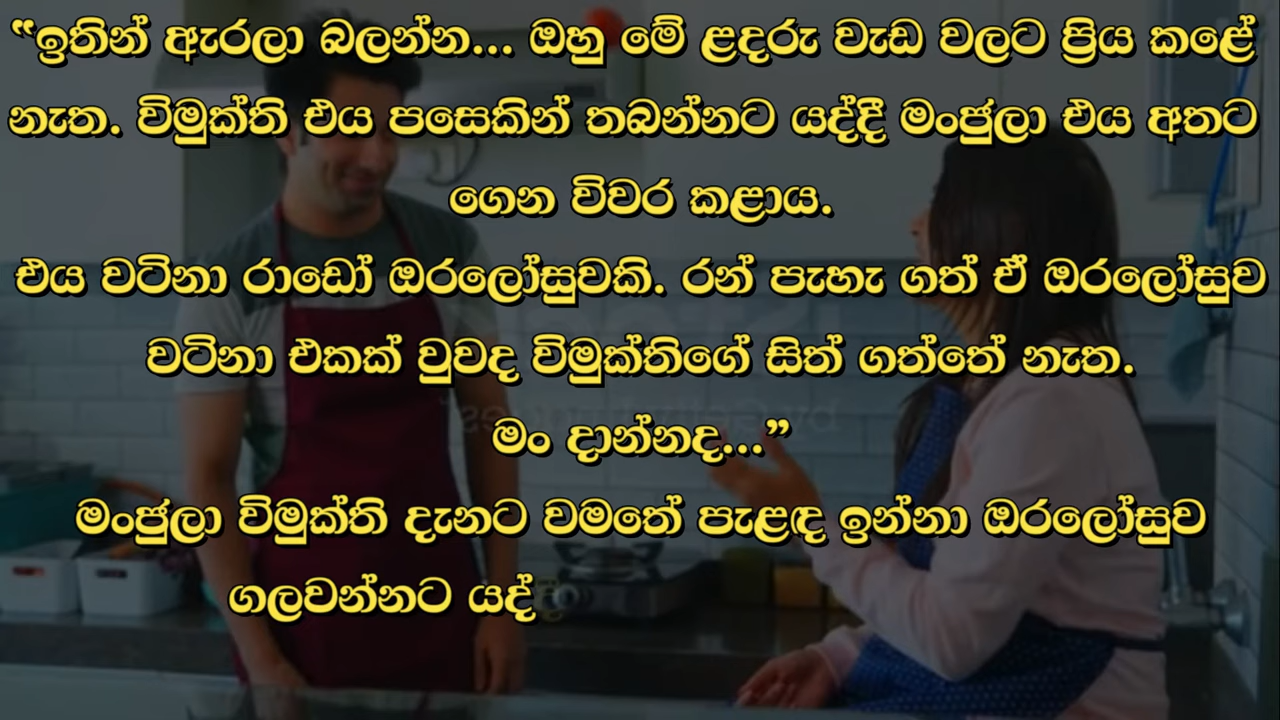 “ඉතින් ඇරලා බලන්න... ඔහු මේ ළදරු වැඩ වලට ප්‍රිය කළේ
නැත. විමුක්ති එය පසෙකින් තබන්නට යද්දී මංජුලා එය අතට
ගෙන විවර කළාය.
එය වටිනා රාඩෝ ඔරලෝසුවකි. රන් පැහැ ගත් ඒ ඔරලෝසුව
වටිනා එකක් වුවද විමුක්තිගේ සිත් ගත්තේ නැත.
මං දාන්නද...”
මංජුලා විමුක්ති දැනට වමතේ පැළඳ ඉන්නා ඔරලෝසුව
ගලවන්නට යද්